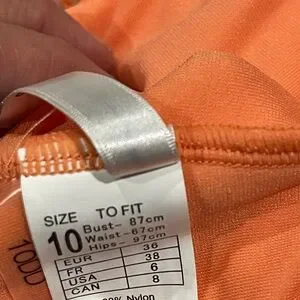 SIZE TO FIT
10 Bust- 87cm
Waist-67cm
Hips- 97cm
EUR 36
FR 38
USA 6
CAN 8
Nylon